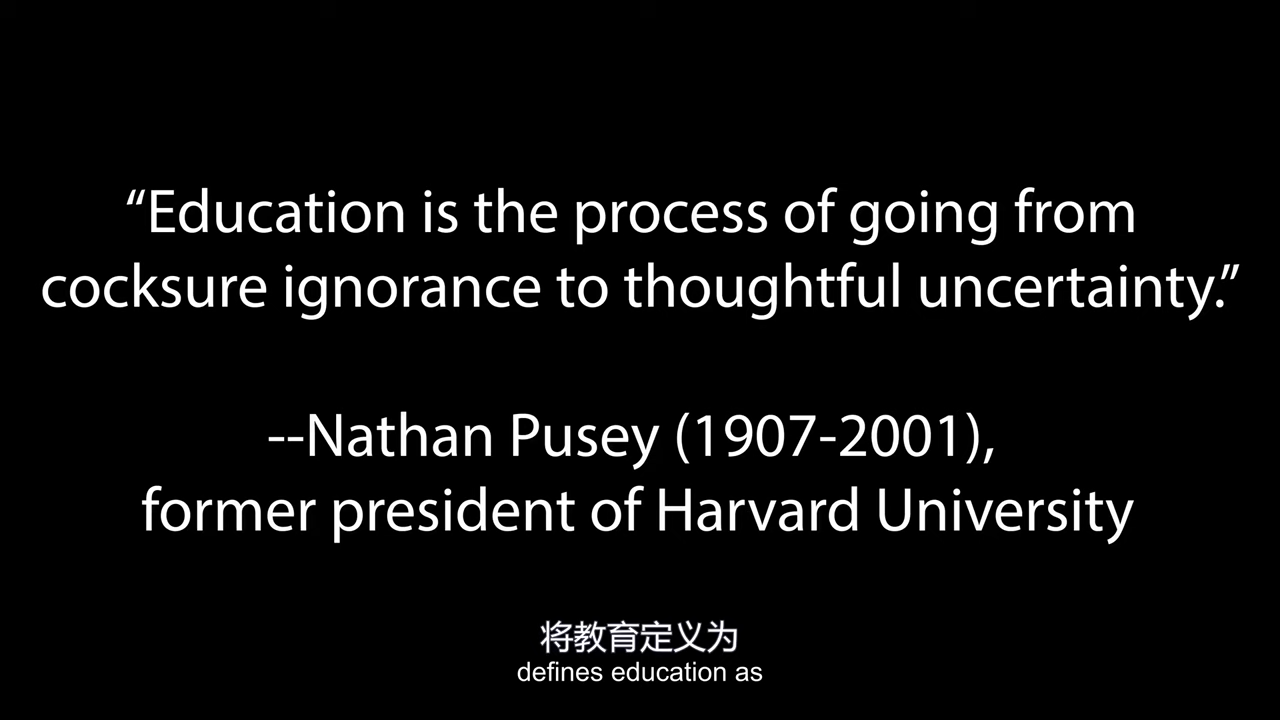 “Education is the process of going from
cocksure ignorance to thoughtful uncertainty.”
--Nathan Pusey (1907-2001),
former president of Harvard University
将教育定义为
defines education as